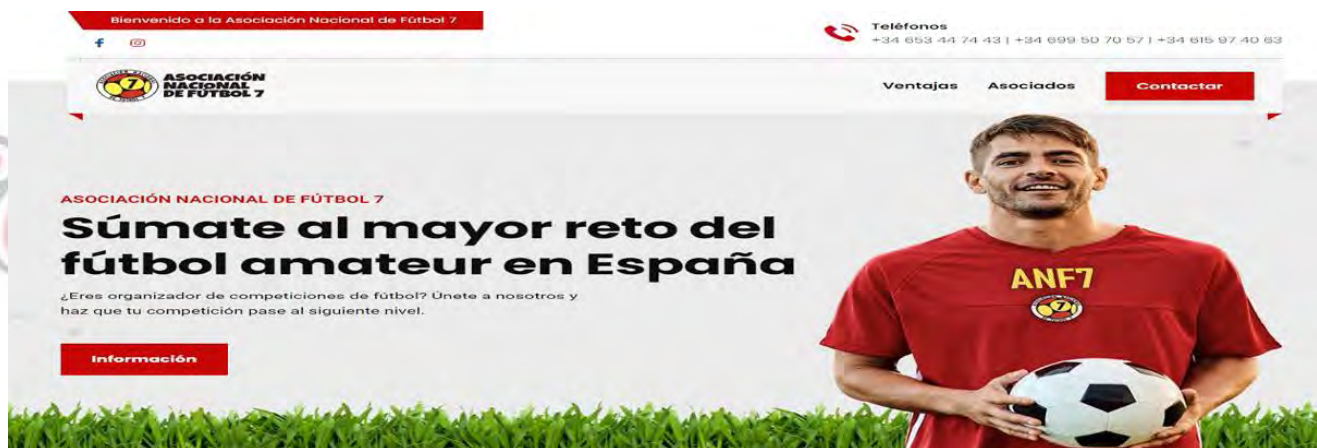 Bienvenido a la Asociación Nacional de Fútbol 7
Teléfonos
+34 653 44 74 43 | +34 699 50 70 57 | +34 615 97 40 63
7
ASOCIACIÓN
NACIONAL
DE FÚTBOL 7
Ventajas
Asociados
Contactar
ASOCIACIÓN NACIONAL DE FÚTBOL 7
Súmate al mayor reto del
fútbol amateur en España
¿Eres organizador de competiciones de fútbol? Únete a nosotros y
haz que tu competición pase al siguiente nivel.
Información
ANF7
7